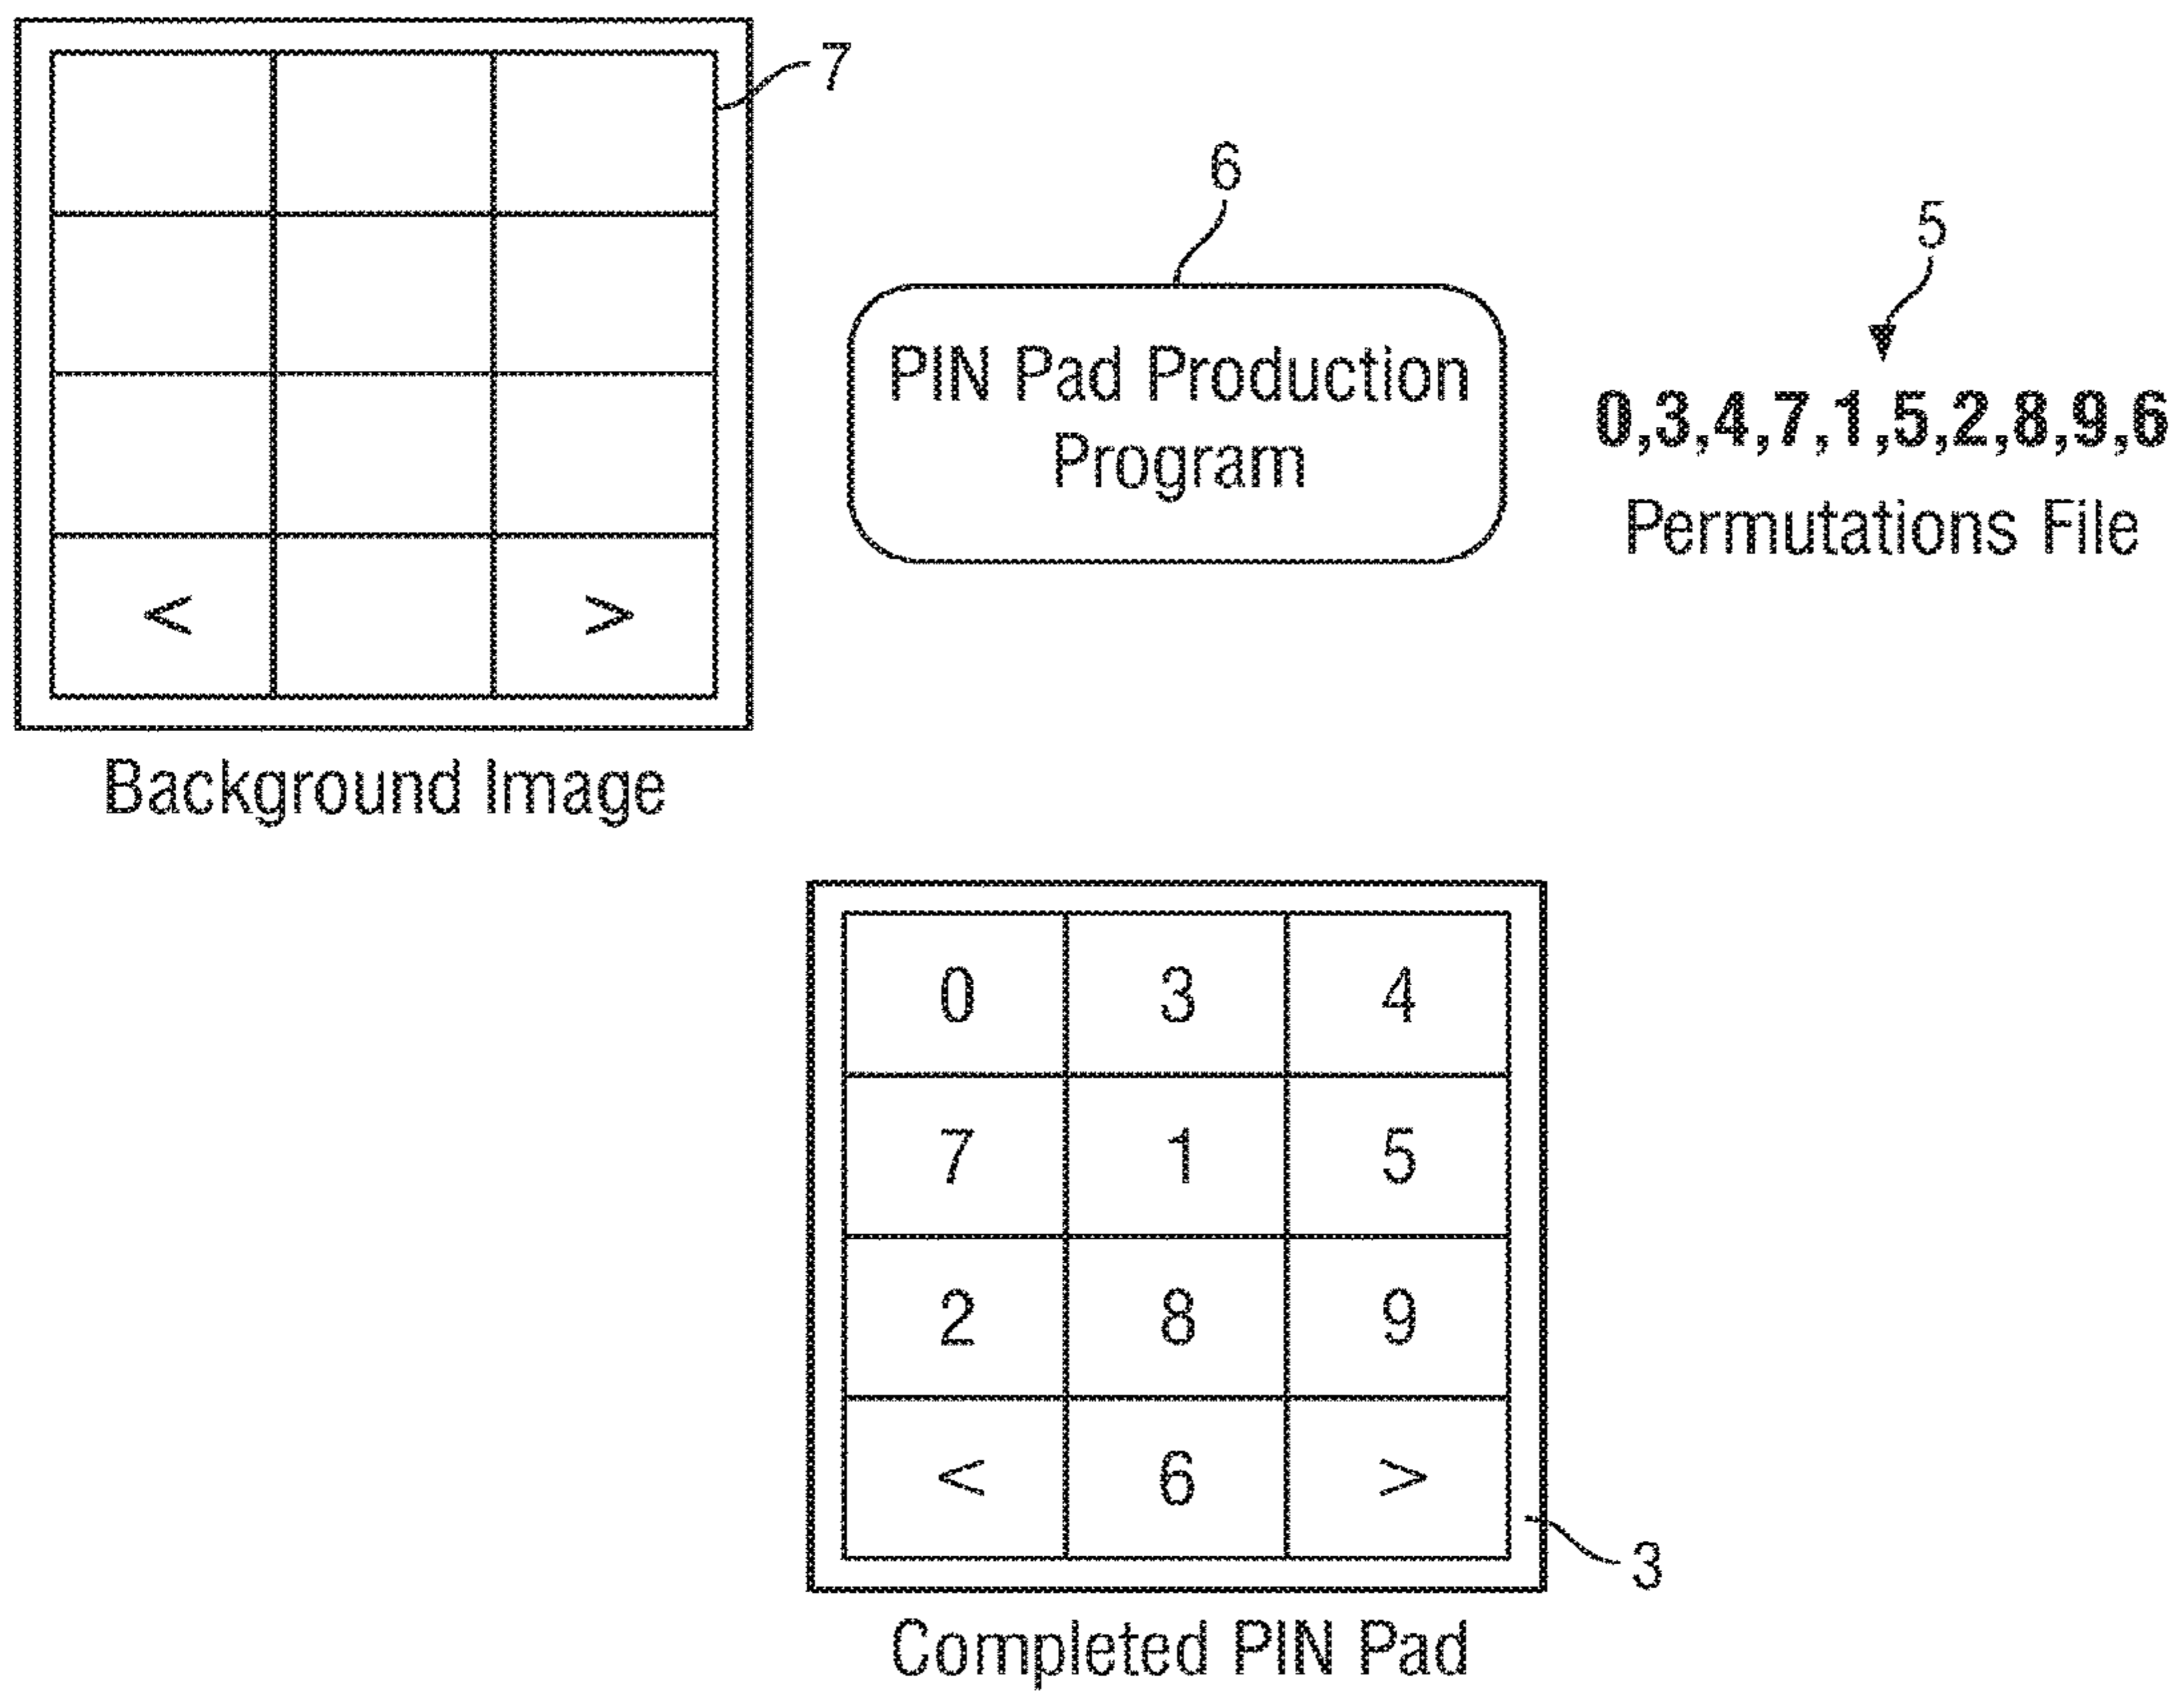 7
6
5
PIN Pad Production
Program
0,3,4,7,1,5,2,8,9,6
Permutations File
< >
Background Image
0 3 4
7 1 5
2 8 9
< 6 >
3
Completed PIN Pad